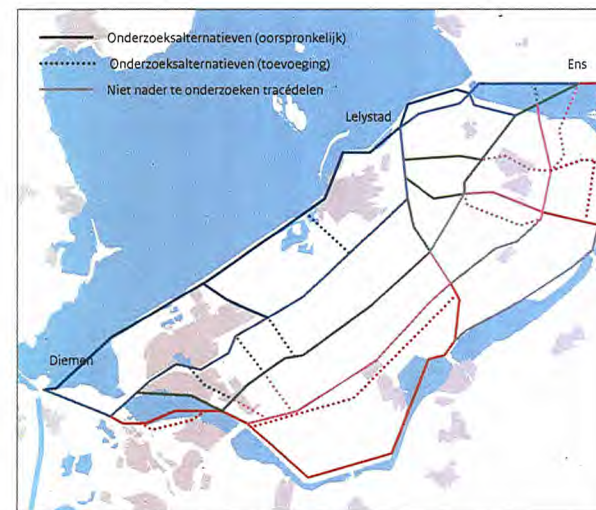 Onderzoeksalternatieven (oorspronkelijk)
Onderzoeksalternatieven (toevoeging)
Niet nader te onderzoeken tracédelen
Ens
Lelystad
Diemen